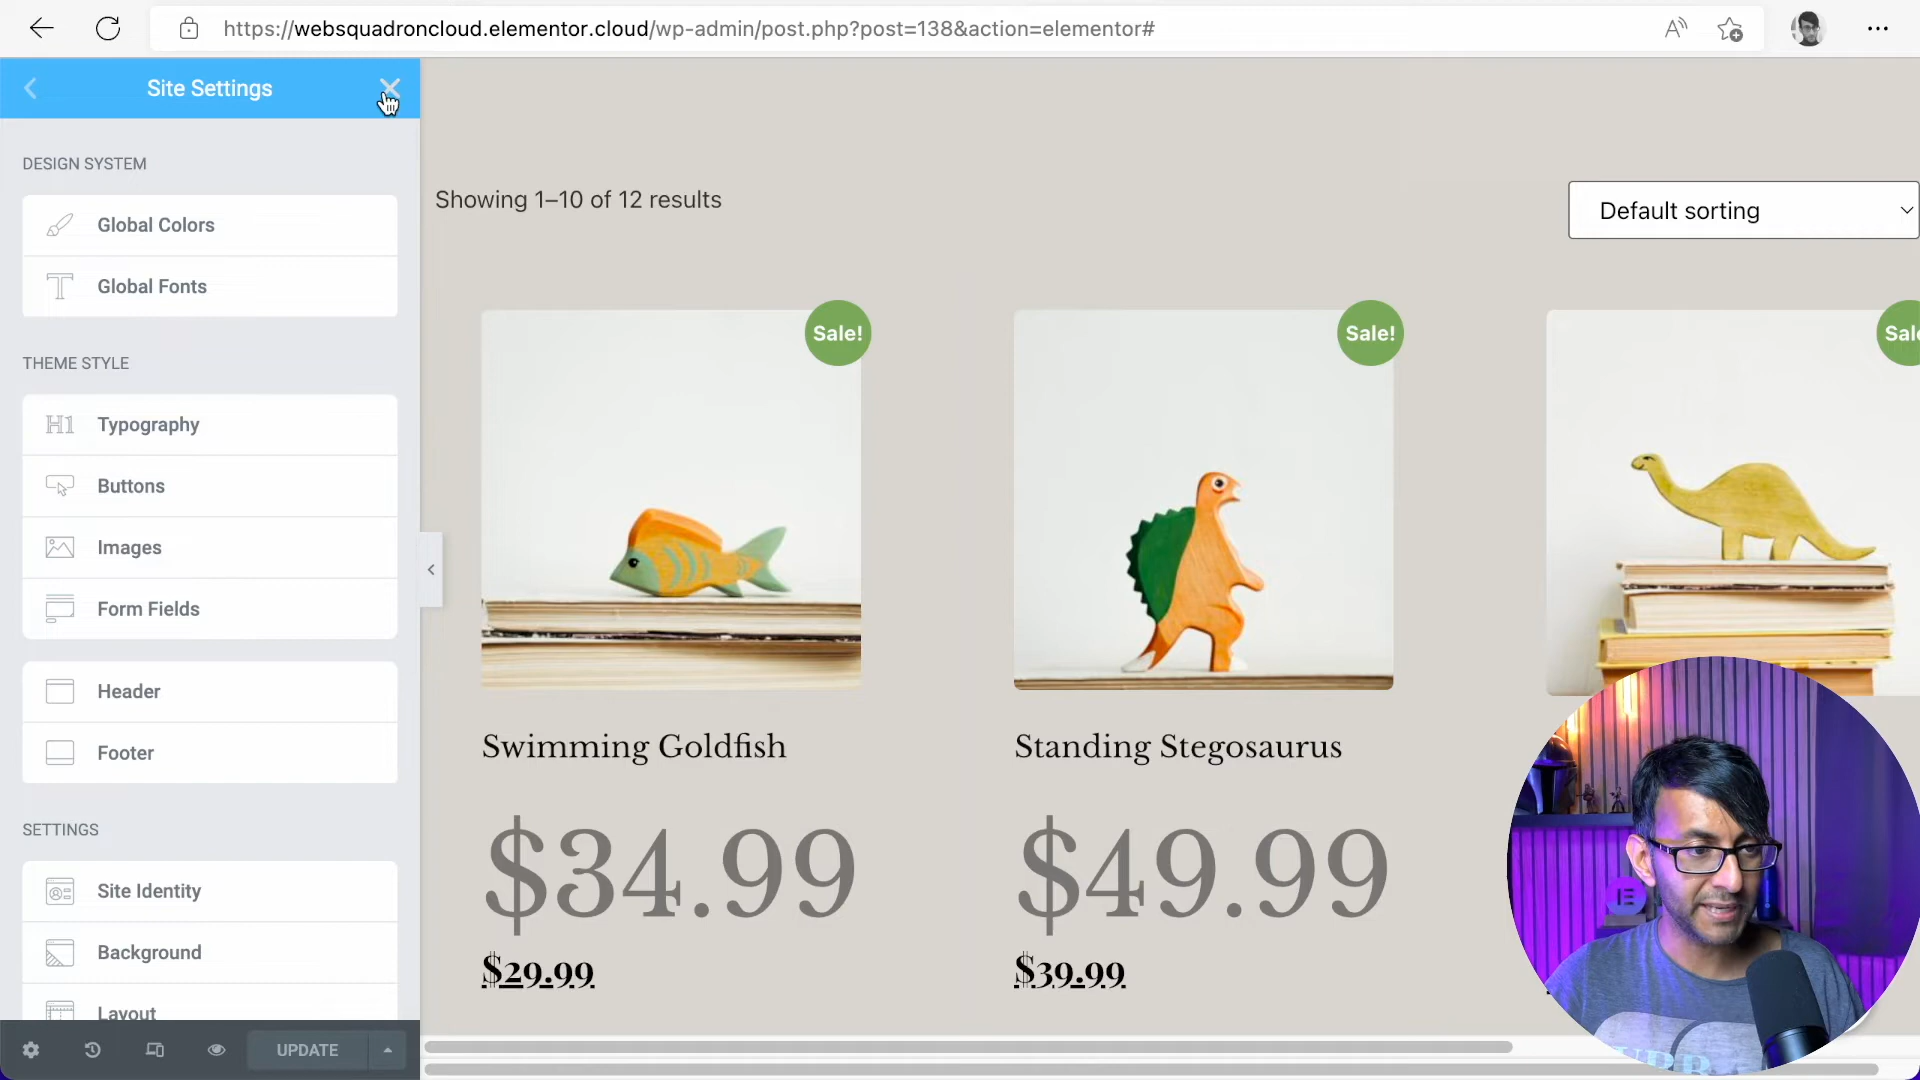 https://websquadroncloud.elementor.cloud/wp-admin/post.php?post=138&action=elementor#
Site Settings
DESIGN SYSTEM
Global Colors
Global Fonts
THEME STYLE
H1 Typography
Buttons
Images
Form Fields
Header
Footer
SETTINGS
Site Identity
Background
Layout
UPDATE
Showing 1–10 of 12 results
Default sorting
Sale!
Sale!
Sale
Swimming Goldfish
Standing Stegosaurus
$34.99
$49.99
$29.99
$39.99